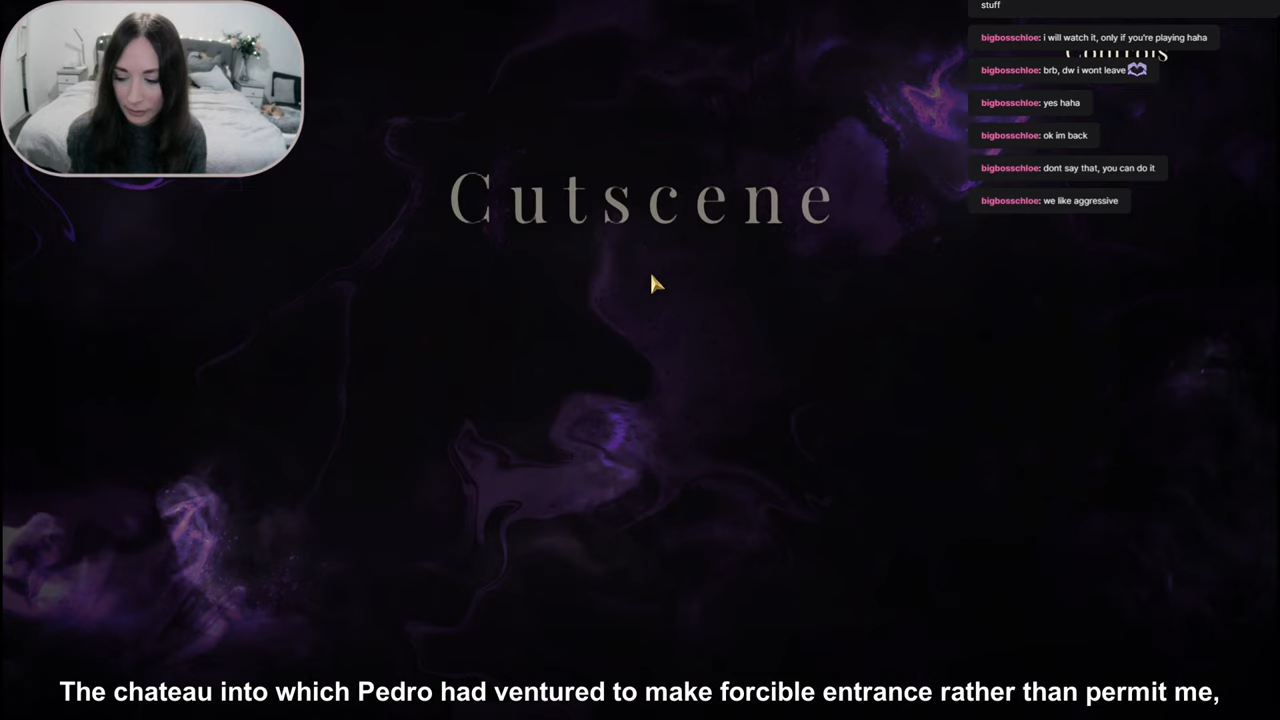 stuff
bigbosschloe: i will watch it, only if you're playing haha
Controls
bigbosschloe: brb, dw i wont leave
bigbosschloe: yes haha
bigbosschloe: ok im back
bigbosschloe: dont say that, you can do it
bigbosschloe: we like aggressive
Cutscene
The chateau into which Pedro had ventured to make forcible entrance rather than permit me,